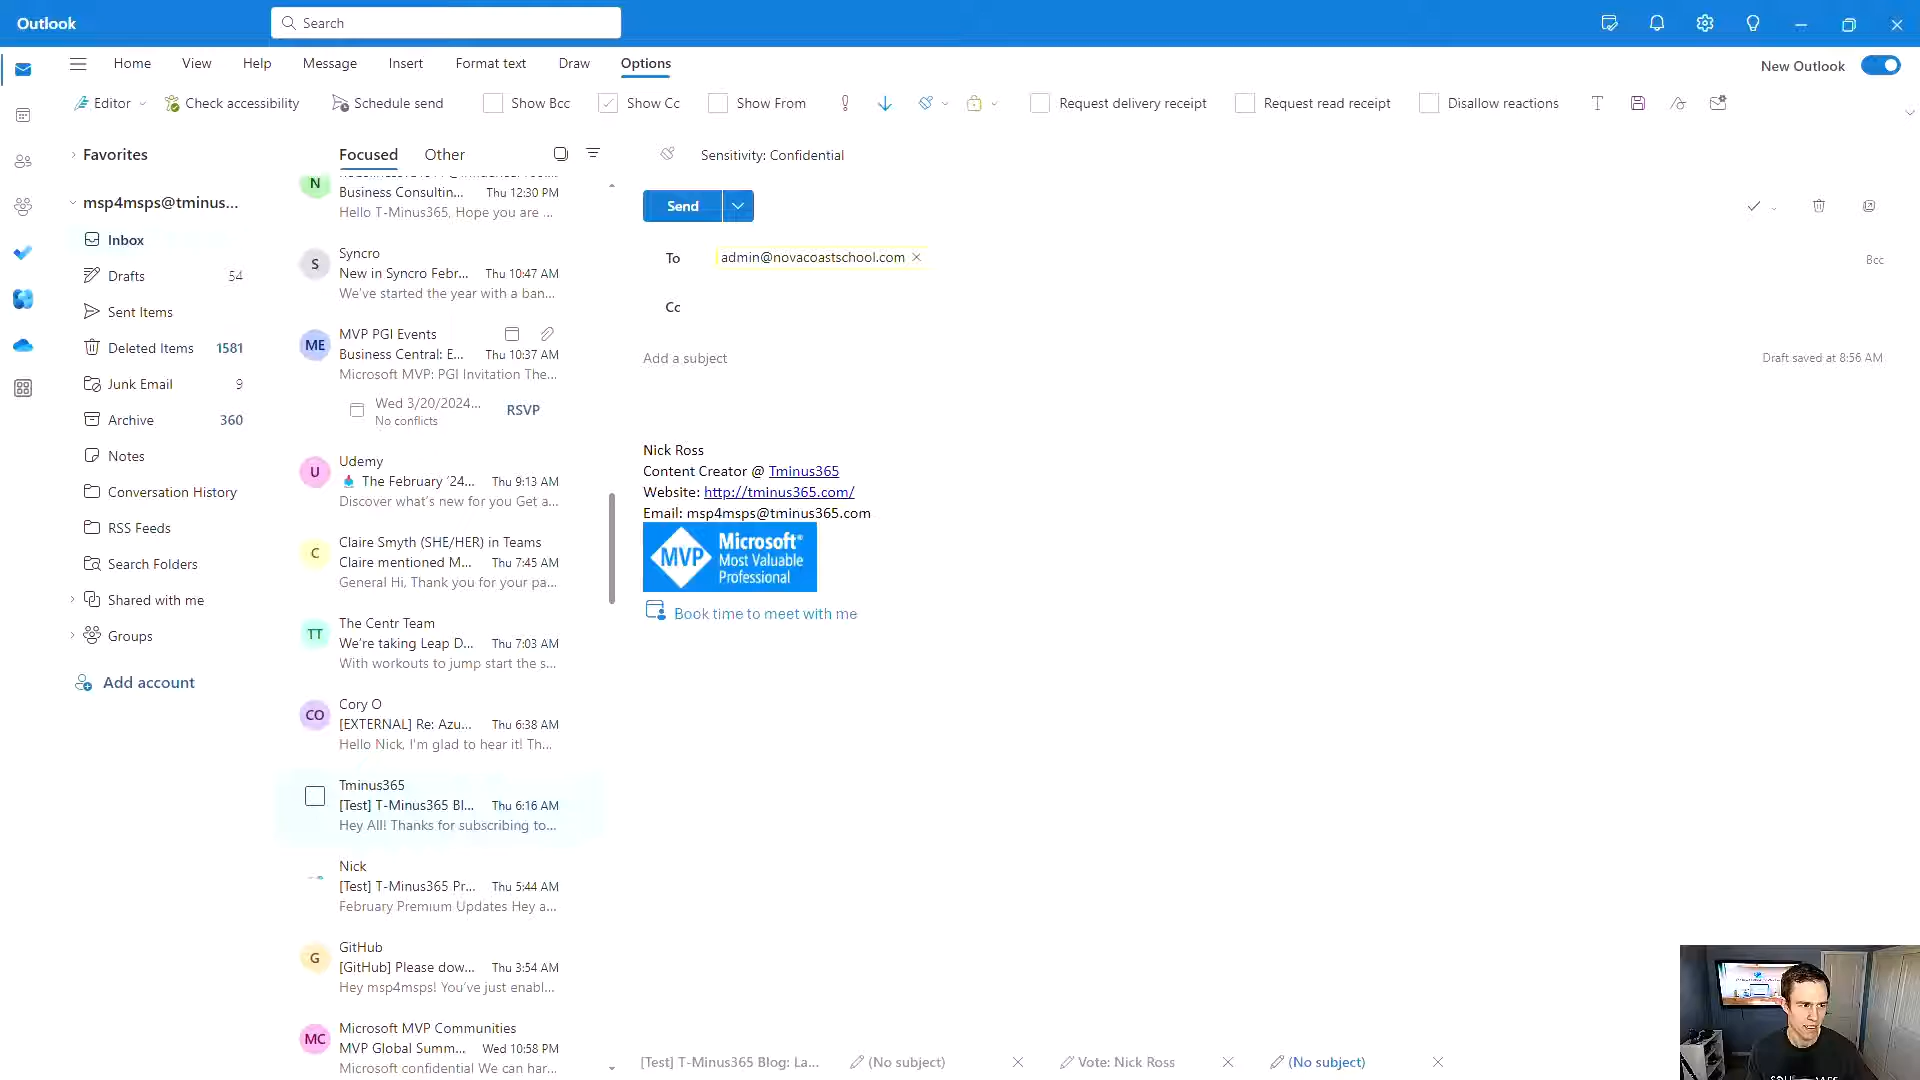 Outlook
Search
Home
View
Help
Message
Insert
Format text
Draw
Options
New Outlook
Editor
Check accessibility
Schedule send
Show Bcc
Show Cc
Show From
Request delivery receipt
Request read receipt
Disallow reactions
Favorites
msp4msps@tminus...
Inbox
Drafts 54
Sent Items
Deleted Items 1581
Junk Email 9
Archive 360
Notes
Conversation History
RSS Feeds
Search Folders
Shared with me
Groups
Add account
Focused Other
N
Business Consultin... Thu 12:30 PM
Hello T-Minus365, Hope you are ...
S
Syncro
New in Syncro Febr... Thu 10:47 AM
We've started the year with a ban...
ME
MVP PGI Events
Business Central: E... Thu 10:37 AM
Microsoft MVP: PGI Invitation The...
Wed 3/20/2024...
No conflicts
RSVP
U
Udemy
The February '24... Thu 9:13 AM
Discover what's new for you Get a...
C
Claire Smyth (SHE/HER) in Teams
Claire mentioned M... Thu 7:45 AM
General Hi, Thank you for your pa...
TT
The Centr Team
We're taking Leap D... Thu 7:03 AM
With workouts to jump start the s...
CO
Cory O
[EXTERNAL] Re: Azu... Thu 6:38 AM
Hello Nick, I'm glad to hear it! Th...
Tminus365
[Test] T-Minus365 Bl... Thu 6:16 AM
Hey All! Thanks for subscribing to...
Nick
[Test] T-Minus365 Pr... Thu 5:44 AM
February Premium Updates Hey a...
G
GitHub
[GitHub] Please dow... Thu 3:54 AM
Hey msp4msps! You've just enabl...
MC
Microsoft MVP Communities
MVP Global Summ... Wed 10:58 PM
Microsoft confidential We can har...
Sensitivity: Confidential
Send
To admin@novacoastschool.com
Bcc
Cc
Add a subject
Draft saved at 8:56 AM
Nick Ross
Content Creator @ Tminus365
Website: http://tminus365.com/
Email: msp4msps@tminus365.com
MVP
Microsoft®
Most Valuable
Professional
Book time to meet with me
[Test] T-Minus365 Blog: La...
(No subject)
Vote: Nick Ross
(No subject)